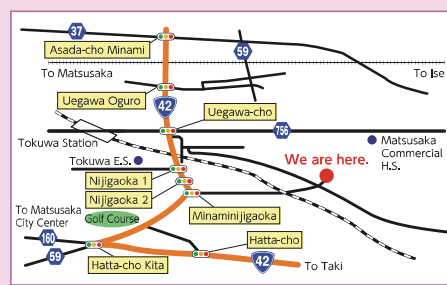 37
Asada-cho Minami
59
To Matsusaka
To Ise
Uegawa Oguro
42
Uegawa-cho
756
Tokuwa Station
Matsusaka
Commercial
H.S.
Tokuwa E.S.
We are here.
Nijigaoka 1
Nijigaoka 2
Minaminijigaoka
To Matsusaka
City Center
Golf Course
160
Hatta-cho
59
Hatta-cho Kita
42
To Taki